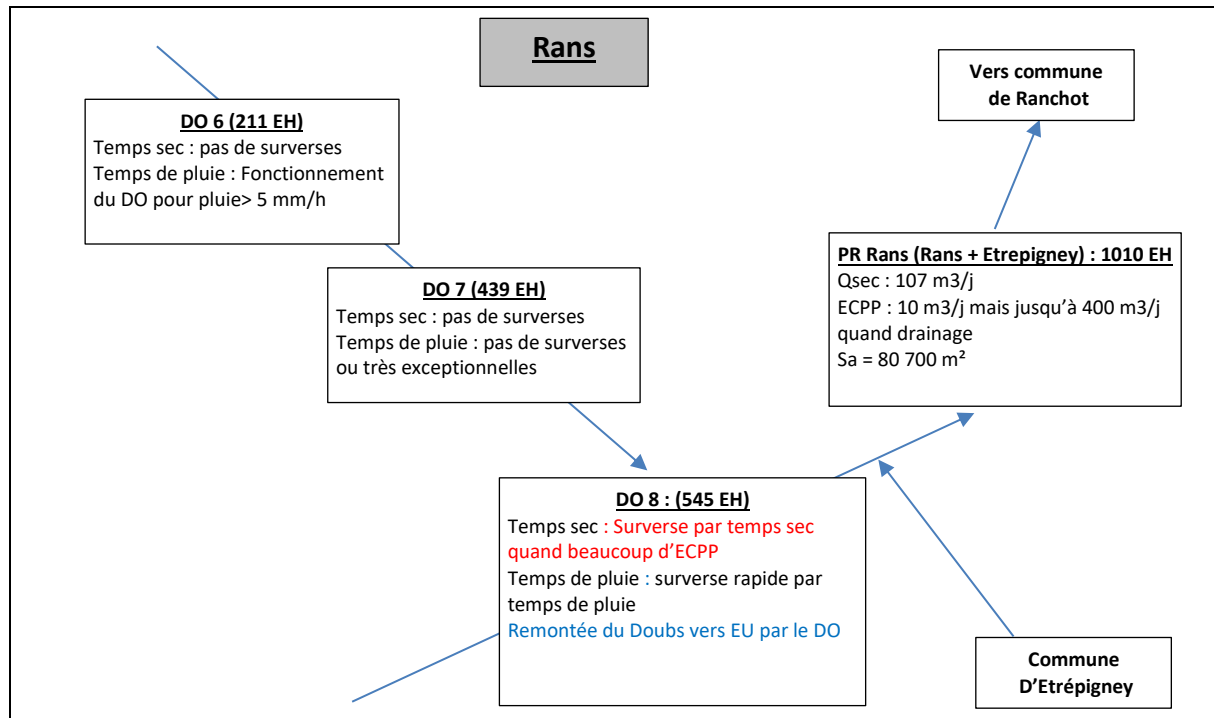 Rans
Vers commune
de Ranchot
DO 6 (211 EH)
Temps sec : pas de surverses
Temps de pluie : Fonctionnement
du DO pour pluie> 5 mm/h
PR Rans (Rans + Etrepigney) : 1010 EH
Qsec : 107 m3/j
ECPP : 10 m3/j mais jusqu’à 400 m3/j
quand drainage
Sa = 80 700 m²
DO 7 (439 EH)
Temps sec : pas de surverses
Temps de pluie : pas de surverses
ou très exceptionnelles
DO 8 : (545 EH)
Temps sec : Surverse par temps sec
quand beaucoup d’ECPP
Temps de pluie : surverse rapide par
temps de pluie
Remontée du Doubs vers EU par le DO
Commune
D’Etrépigney